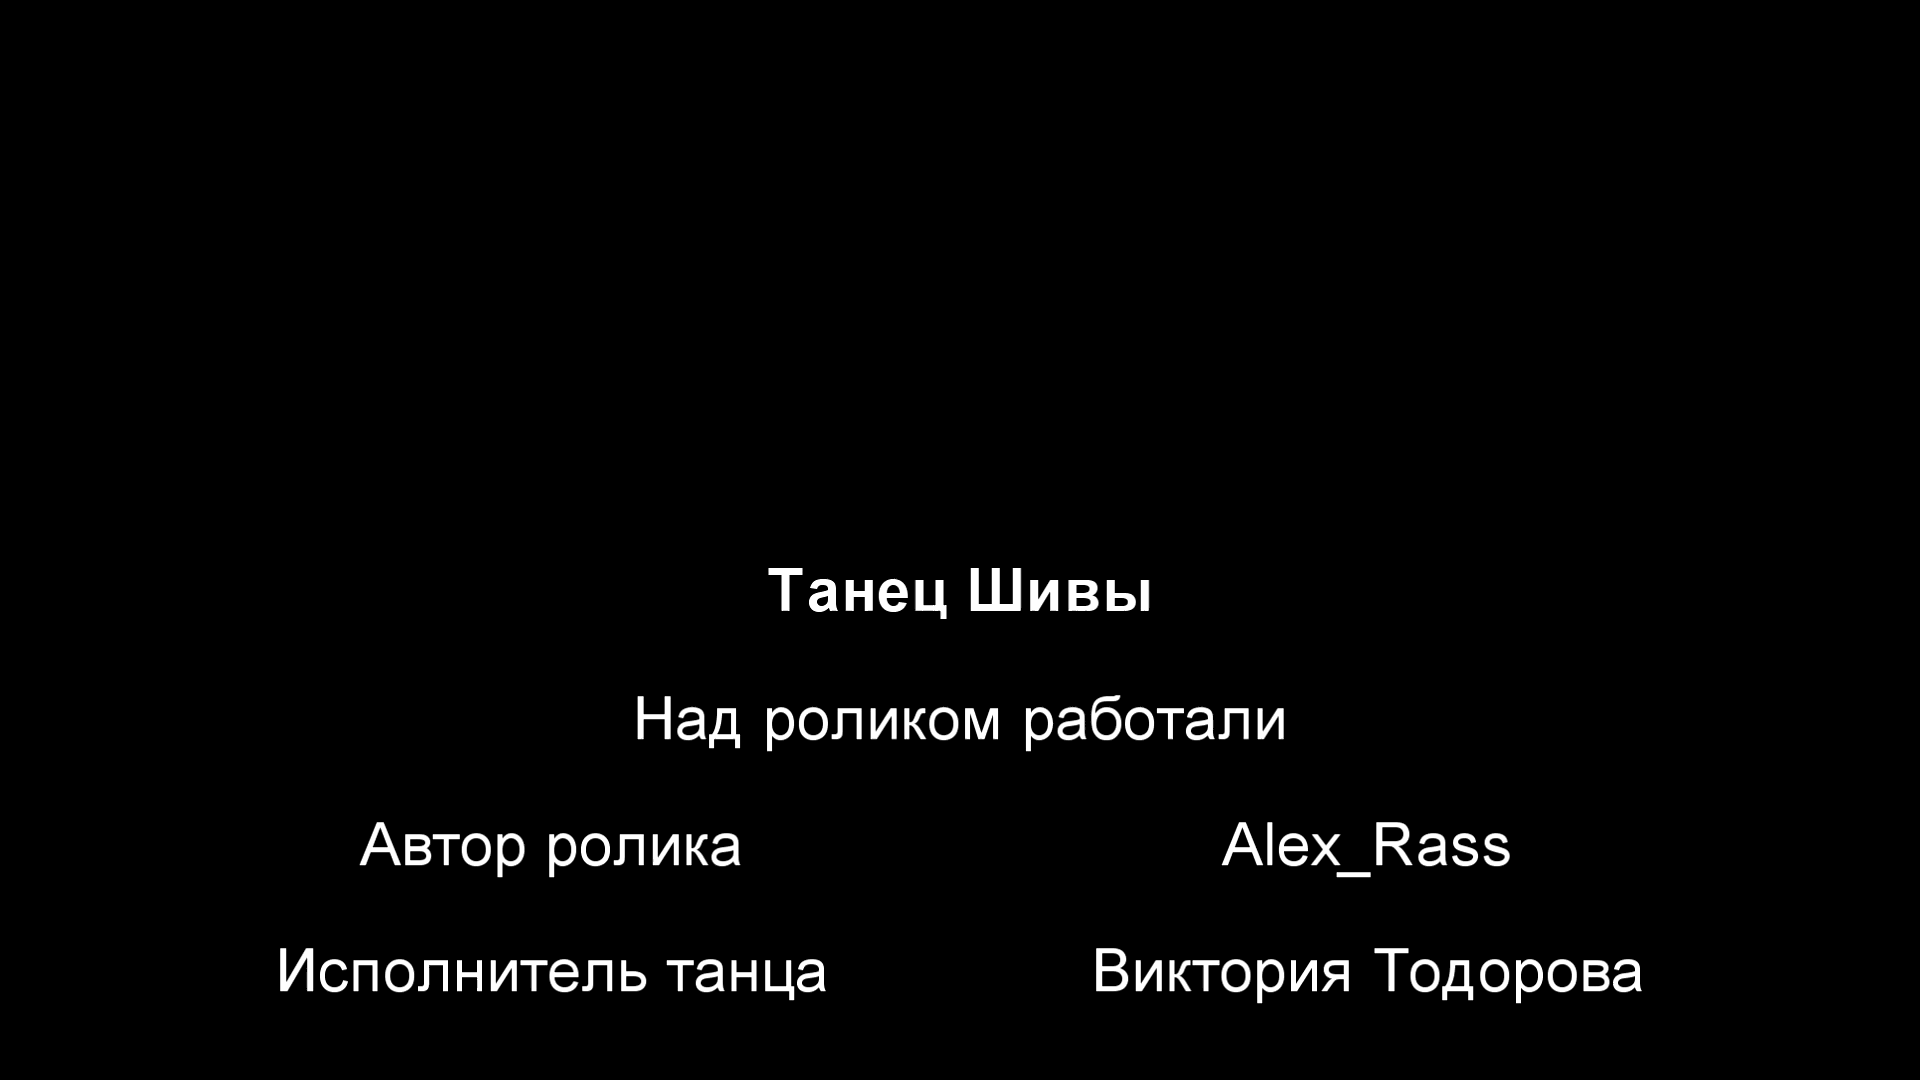 Танец Шивы
Над роликом работали
Автор ролика Alex_Rass
Исполнитель танца Виктория Тодорова